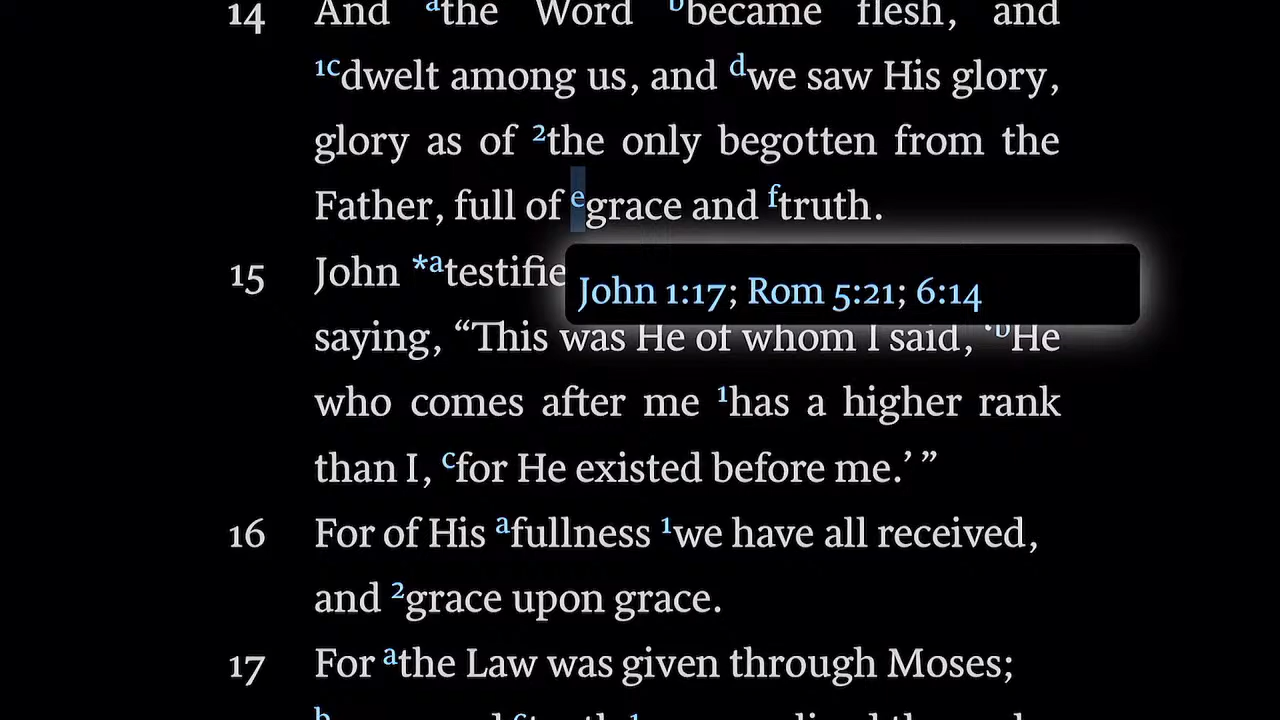 14 And ᵃthe Word ᵇbecame flesh, and
¹ᶜdwelt among us, and ᵈwe saw His glory,
glory as of ²the only begotten from the
Father, full of ᵉgrace and ᶠtruth.
15 John *ᵃtestifie
John 1:17; Rom 5:21; 6:14
saying, “This was He of whom I said, ‘ᵇHe
who comes after me ¹has a higher rank
than I, ᶜfor He existed before me.’ ”
16 For of His ᵃfullness ¹we have all received,
and ²grace upon grace.
17 For ᵃthe Law was given through Moses;